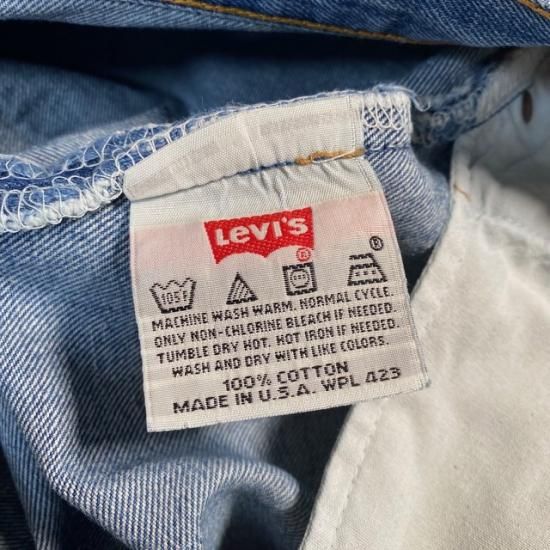 Levi's
®
®
105
MACHINE WASH WARM. NORMAL CYCLE.
ONLY NON-CHLORINE BLEACH IF NEEDED.
TUMBLE DRY HOT. HOT IRON IF NEEDED.
WASH AND DRY WITH LIKE COLORS.
100% COTTON
MADE IN U.S.A. WPL 423